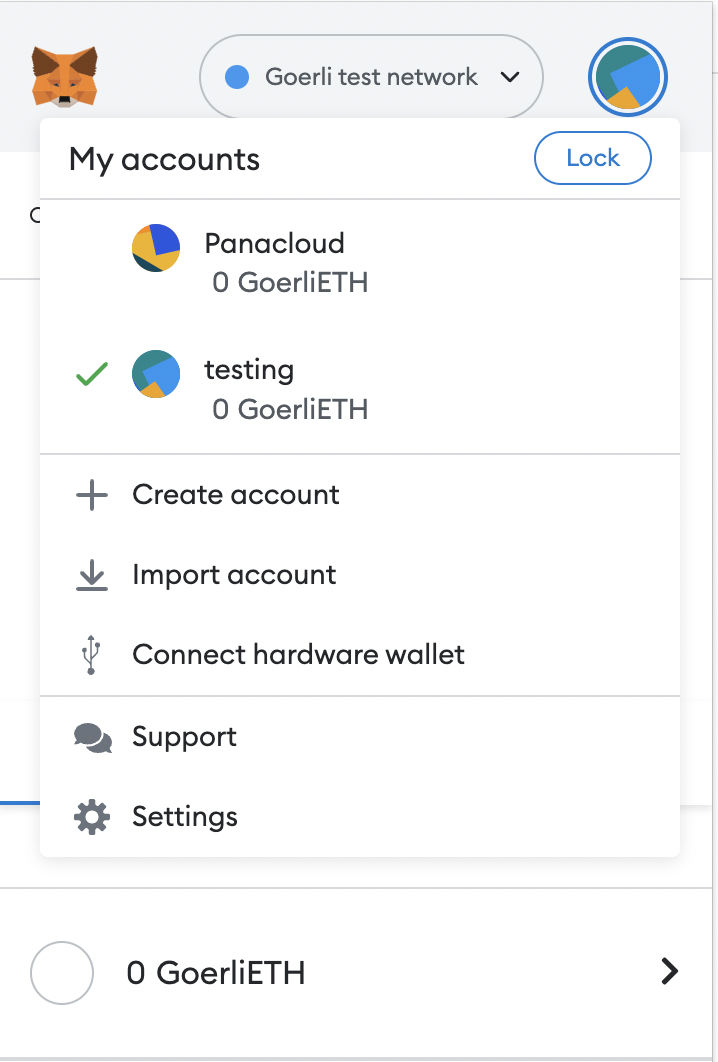 Goerli test network
My accounts
Lock
Panacloud
0 GoerliETH
testing
0 GoerliETH
Create account
Import account
Connect hardware wallet
Support
Settings
0 GoerliETH